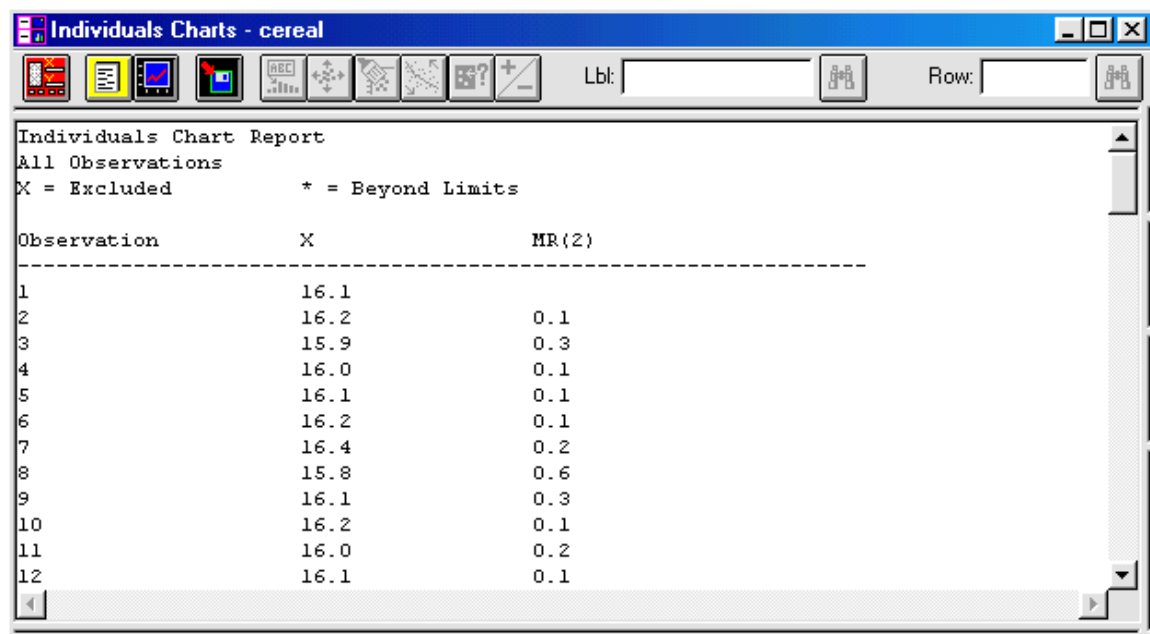 Individuals Charts - cereal
ABC Lbl: Row:
Individuals Chart Report
All Observations
X = Excluded * = Beyond Limits
Observation X MR(2)
--------------------------------------------------------------------
1 16.1
2 16.2 0.1
3 15.9 0.3
4 16.0 0.1
5 16.1 0.1
6 16.2 0.1
7 16.4 0.2
8 15.8 0.6
9 16.1 0.3
10 16.2 0.1
11 16.0 0.2
12 16.1 0.1